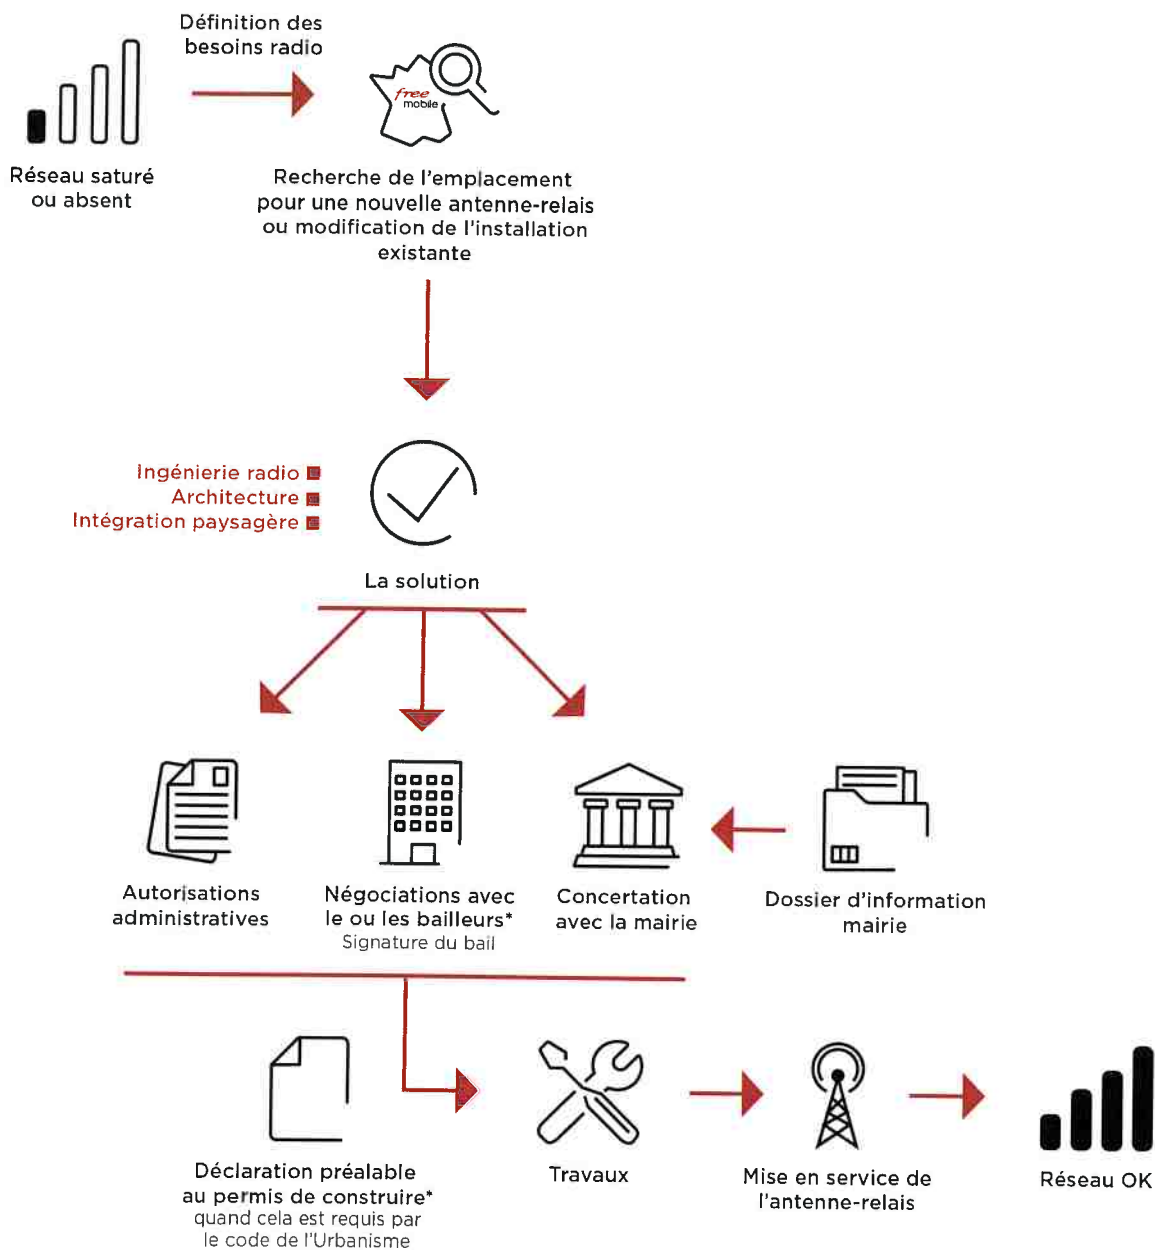 Définition des
besoins radio
free
mobile
Réseau saturé
ou absent
Recherche de l'emplacement
pour une nouvelle antenne-relais
ou modification de l'installation
existante
Ingénierie radio
Architecture
Intégration paysagère
La solution
Autorisations
administratives
Négociations avec
le ou les bailleurs*
Signature du bail
Concertation
avec la mairie
Dossier d'information
mairie
Déclaration préalable
au permis de construire*
quand cela est requis par
le code de l'Urbanisme
Travaux
Mise en service de
l'antenne-relais
Réseau OK